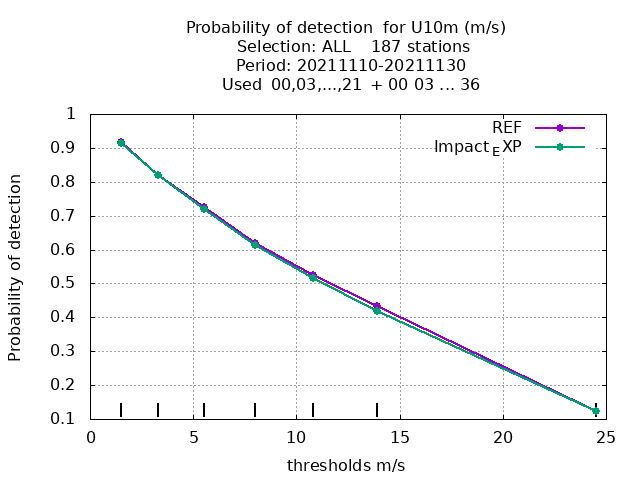 Probability of detection  for U10m (m/s)
Selection: ALL    187 stations
Period: 20211110-20211130
Used  00,03,...,21  + 00 03 ... 36
REF
Impact_EXP
1
0.9
0.8
0.7
0.6
0.5
0.4
0.3
0.2
0.1
Probability of detection
0 5 10 15 20 25
thresholds m/s